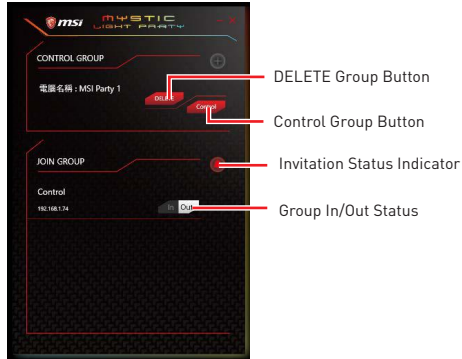 msi MYSTIC LIGHT PARTY
CONTROL GROUP
電腦名稱 : MSI Party 1
DELETE
Control
JOIN GROUP
Control
192.168.1.74
In Out
DELETE Group Button
Control Group Button
Invitation Status Indicator
Group In/Out Status